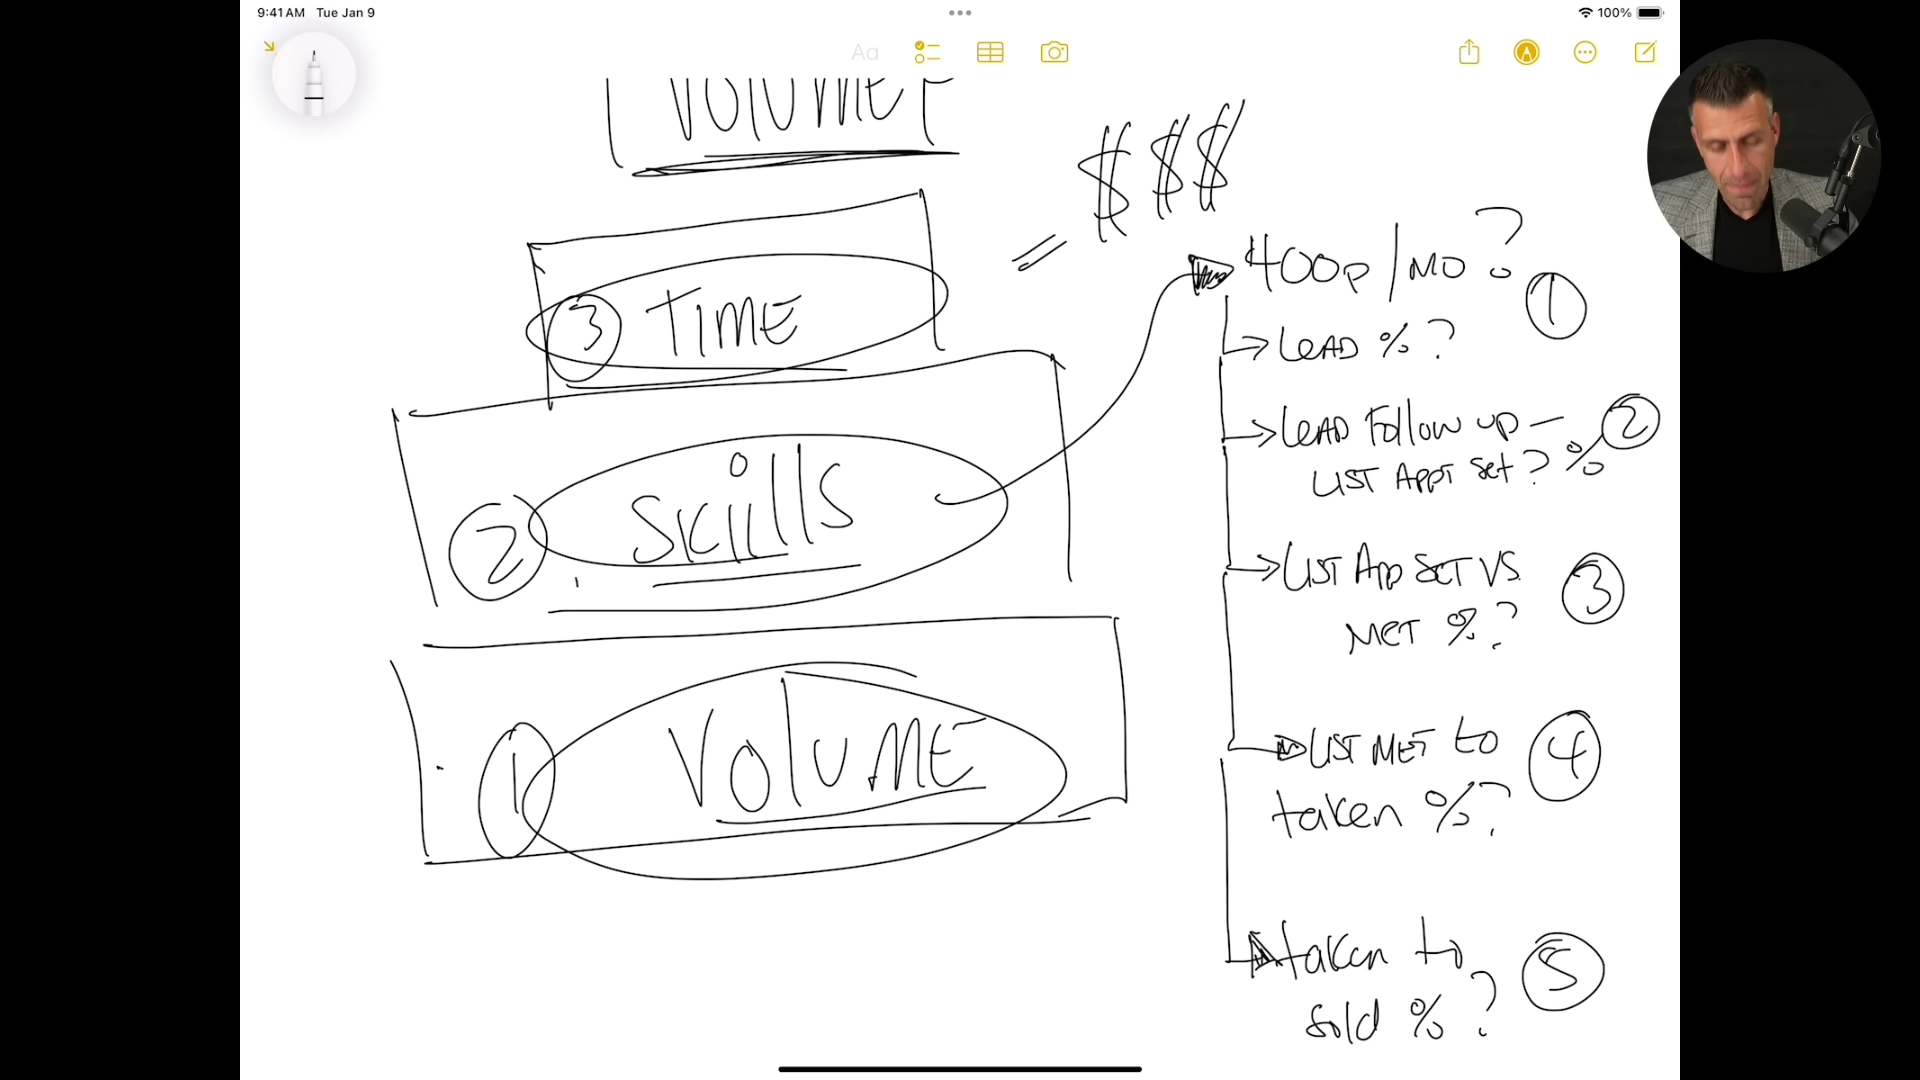 9:41 AM Tue Jan 9
100%
Aa
VOLUME
= $$$
3 TIME
2 SKillS
1 VOLUME
400p/MO? 1
LEAD %?
LEAD Follow up - 2
LIST APPT Set? %
LIST App SET VS 3
MET %?
LIST MET to 4
taken %?
taken to 5
sold %?